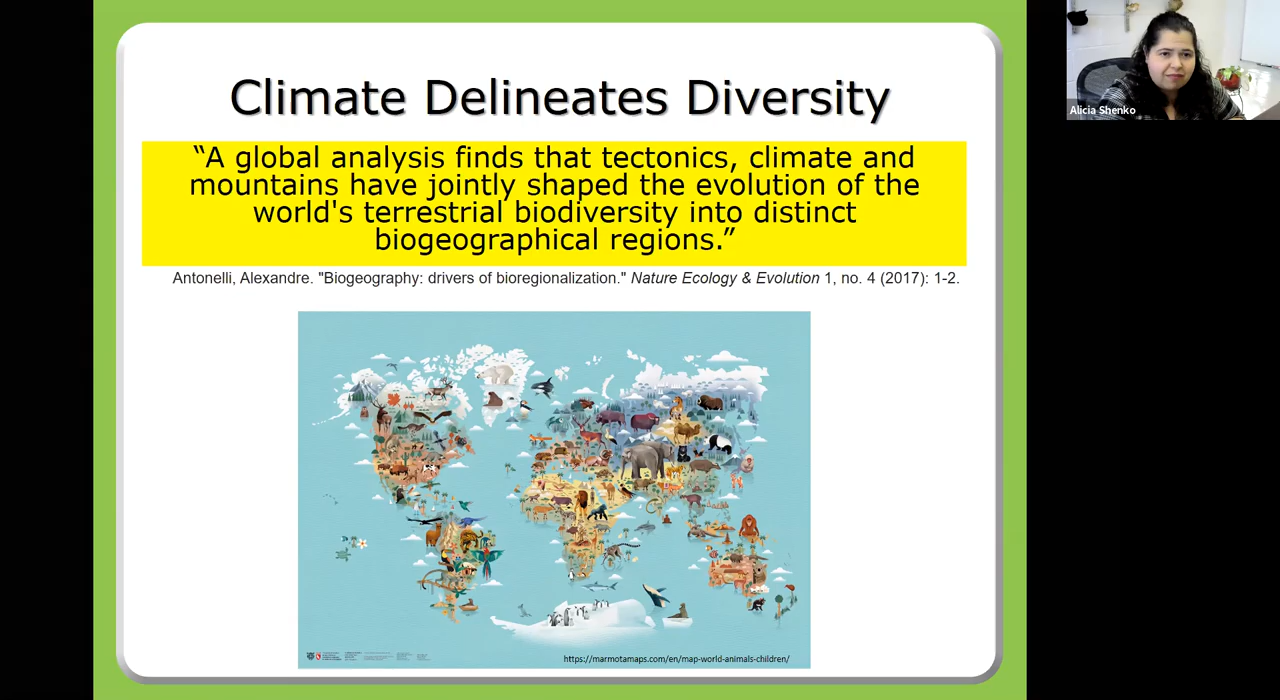 Climate Delineates Diversity
“A global analysis finds that tectonics, climate and
mountains have jointly shaped the evolution of the
world's terrestrial biodiversity into distinct
biogeographical regions.”
Antonelli, Alexandre. "Biogeography: drivers of bioregionalization." Nature Ecology & Evolution 1, no. 4 (2017): 1-2.
https://marmotamaps.com/en/map-world-animals-children/
Alicia Shenko